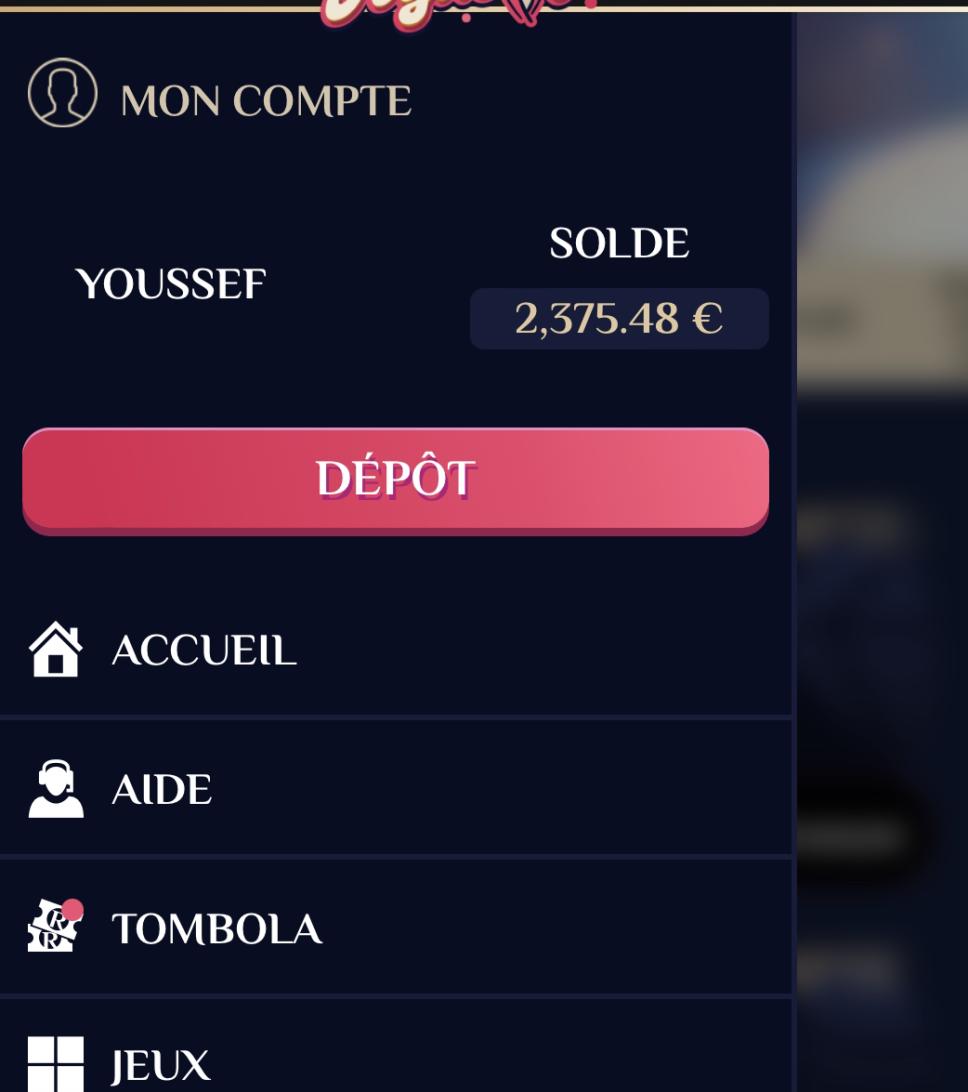 MON COMPTE
YOUSSEF
SOLDE
2,375.48 €
DÉPÔT
ACCUEIL
AIDE
R
R
TOMBOLA
JEUX